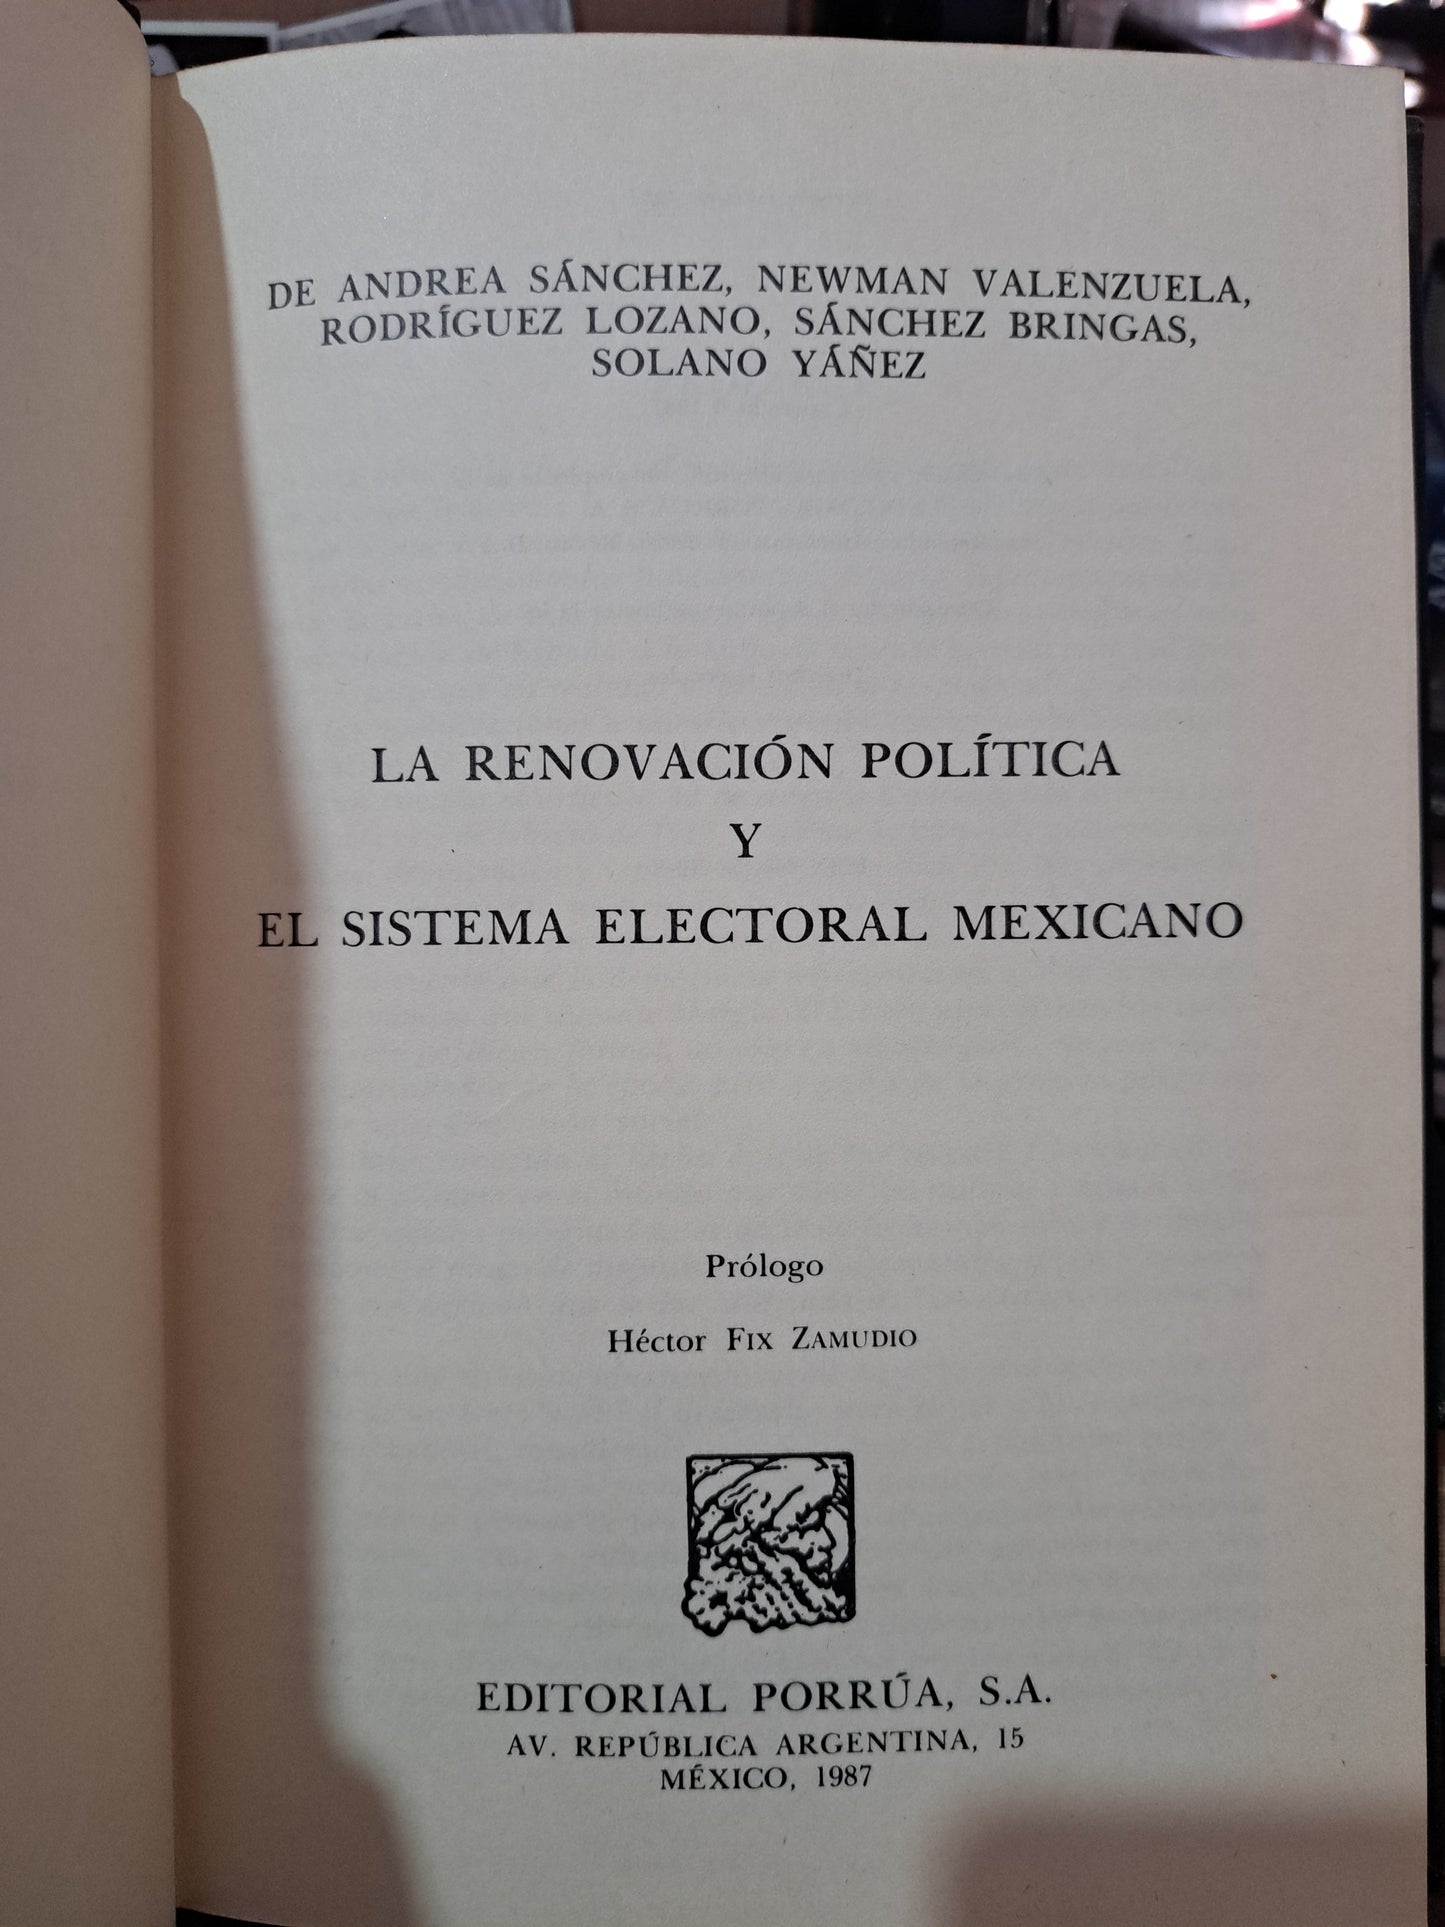 DE ANDREA SÁNCHEZ, NEWMAN VALENZUELA,
RODRÍGUEZ LOZANO, SÁNCHEZ BRINGAS,
SOLANO YÁÑEZ
LA RENOVACIÓN POLÍTICA
Y
EL SISTEMA ELECTORAL MEXICANO
Prólogo
Héctor FIX ZAMUDIO
EDITORIAL PORRÚA, S.A.
AV. REPÚBLICA ARGENTINA, 15
MÉXICO, 1987